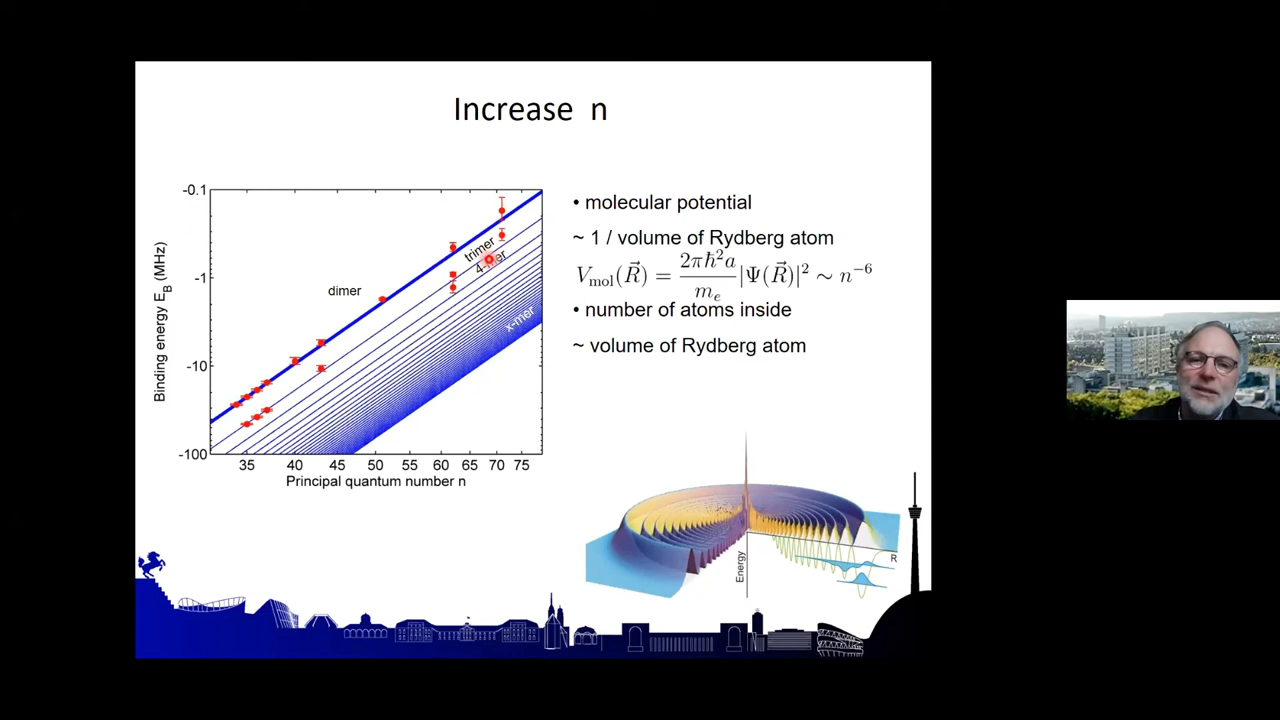 Increase n
-0.1
-1
-10
-100
Binding energy E_B (MHz)
35 40 45 50 55 60 65 70 75
Principal quantum number n
dimer
trimer
4-mer
x-mer
• molecular potential
~ 1 / volume of Rydberg atom
V_mol(R⃗) = 2πħ²a / m_e |Ψ(R⃗)|² ~ n⁻⁶
• number of atoms inside
~ volume of Rydberg atom
Energy
R